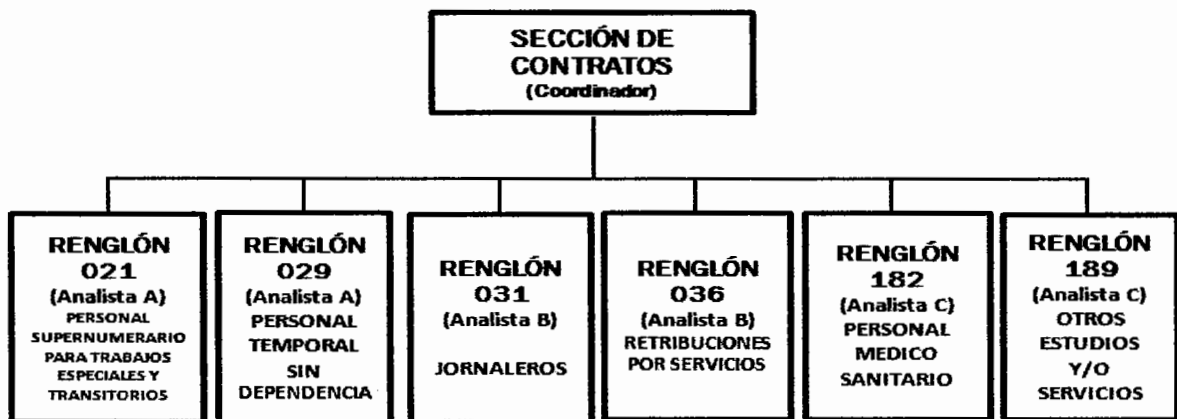 SECCIÓN DE
CONTRATOS
(Coordinador)
RENGLÓN
021
(Analista A)
PERSONAL
SUPERNUMERARIO
PARA TRABAJOS
ESPECIALES Y
TRANSITORIOS
RENGLÓN
029
(Analista A)
PERSONAL
TEMPORAL
SIN
DEPENDENCIA
RENGLÓN
031
(Analista B)
JORNALEROS
RENGLÓN
036
(Analista B)
RETRIBUCIONES
POR SERVICIOS
RENGLÓN
182
(Analista C)
PERSONAL
MEDICO
SANITARIO
RENGLÓN
189
(Analista C)
OTROS
ESTUDIOS
Y/O
SERVICIOS